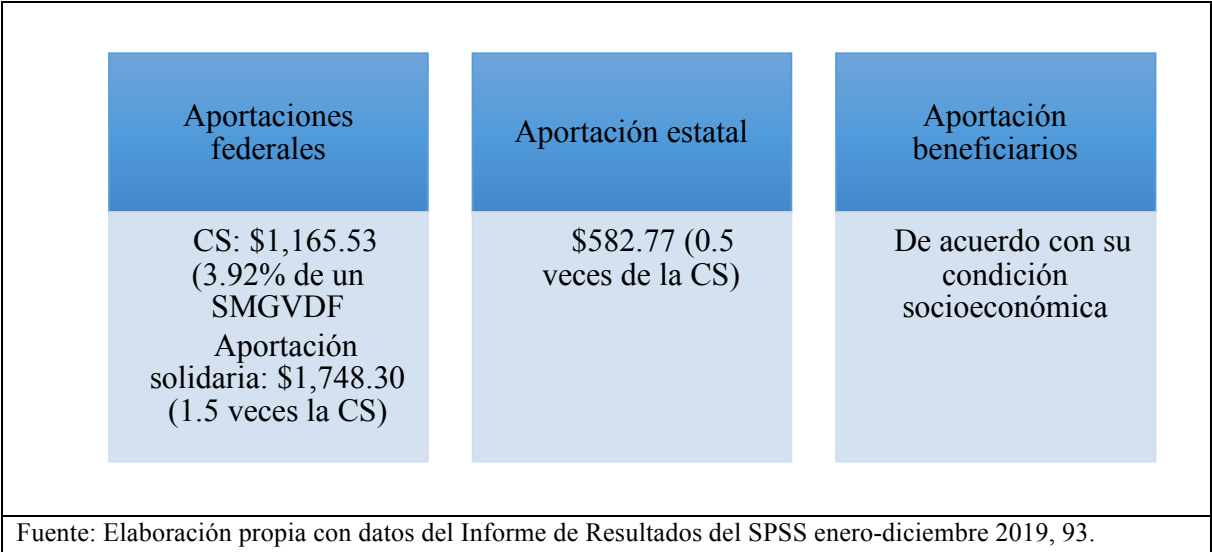 Aportaciones
federales
CS: $1,165.53
(3.92% de un
SMGVDF
Aportación
solidaria: $1,748.30
(1.5 veces la CS)
Aportación estatal
$582.77 (0.5
veces de la CS)
Aportación
beneficiarios
De acuerdo con su
condición
socioeconómica
Fuente: Elaboración propia con datos del Informe de Resultados del SPSS enero-diciembre 2019, 93.